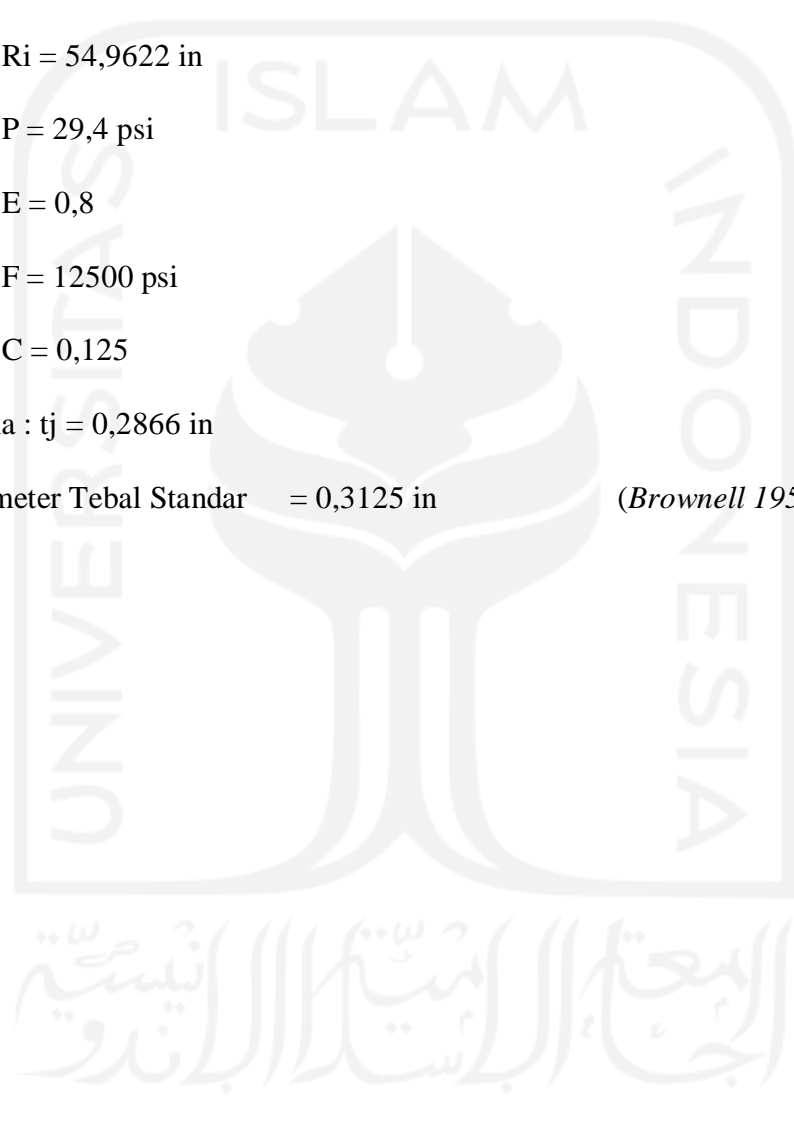 Ri = 54,9622 in
P = 29,4 psi
E = 0,8
F = 12500 psi
C = 0,125
a : tj = 0,2866 in
meter Tebal Standar = 0,3125 in (Brownell 195
ISLAM
UNIVERSITAS
INDONESIA